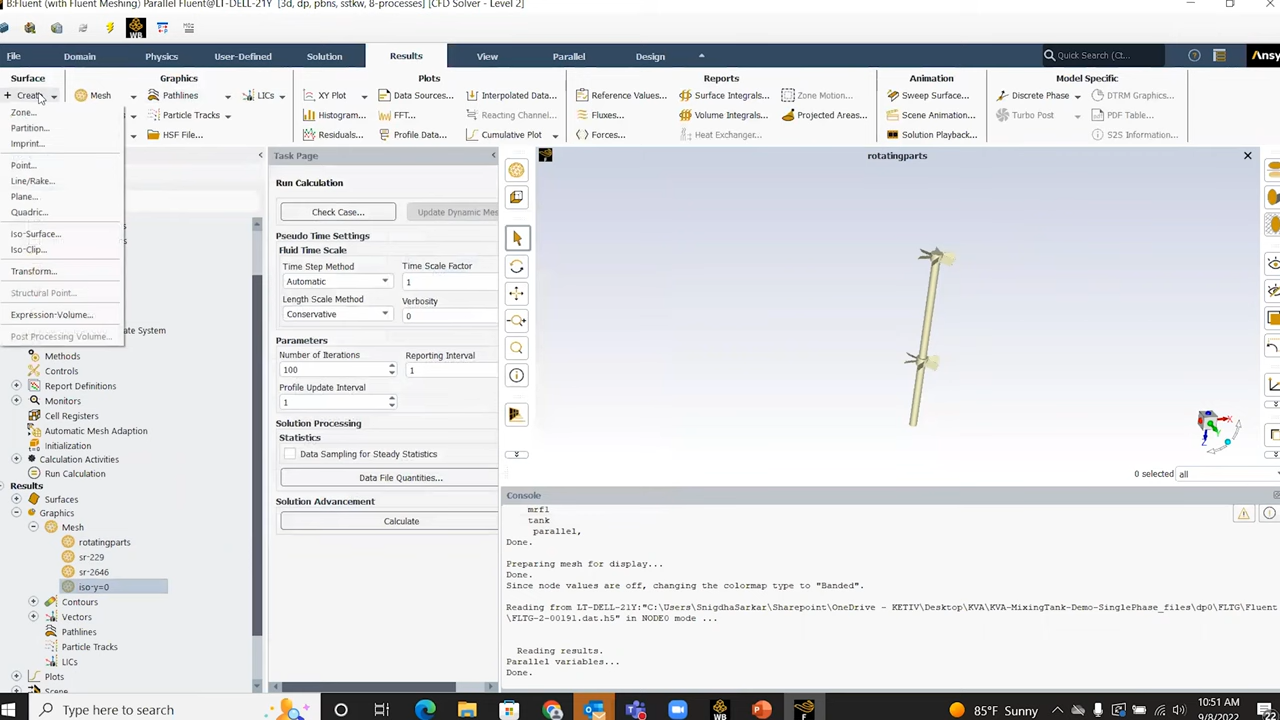 B:Fluent (with Fluent Meshing) Parallel Fluent@LT-DELL-21Y [3d, dp, pbns, sstkw, 8-processes] [CFD Solver - Level 2]
File Domain Physics User-Defined Solution Results View Parallel Design Quick Search (Ct... Ansy
Surface Graphics Plots Reports Animation Model Specific
+ Creat Mesh Pathlines LICs XY Plot Data Sources... Interpolated Data... Reference Values... Surface Integrals... Zone Motion... Sweep Surface... Discrete Phase DTRM Graphics...
Zone... Particle Tracks Histogram... FFT... Reacting Channel... Fluxes... Volume Integrals... Projected Areas... Scene Animation... Turbo Post PDF Table...
Partition... HSF File... Residuals... Profile Data... Cumulative Plot Forces... Heat Exchanger... Solution Playback... S2S Information...
Imprint...
Point...
Line/Rake...
Plane...
Quadric...
Iso-Surface...
Iso-Clip...
Transform...
Structural Point...
Expression-Volume...
Post Processing Volume...
ate System
Methods
Controls
Report Definitions
Monitors
Cell Registers
Automatic Mesh Adaption
Initialization
Calculation Activities
Run Calculation
Results
Surfaces
Graphics
Mesh
rotatingparts
sr-229
sr-2646
iso-y=0
Contours
Vectors
Pathlines
Particle Tracks
LICs
Plots
Scene
Task Page
Run Calculation
Check Case... Update Dynamic Mes
Pseudo Time Settings
Fluid Time Scale
Time Step Method Time Scale Factor
Automatic 1
Length Scale Method Verbosity
Conservative 0
Parameters
Number of Iterations Reporting Interval
100 1
Profile Update Interval
1
Solution Processing
Statistics
Data Sampling for Steady Statistics
Data File Quantities...
Solution Advancement
Calculate
rotatingparts
0 selected all
Console
mrf1
tank
parallel,
Done.
Preparing mesh for display...
Done.
Since node values are off, changing the colormap type to "Banded".
Reading from LT-DELL-21Y:"C:\Users\SnigdhaSarkar\Sharepoint\OneDrive - KETIV\Desktop\KVA\KVA-MixingTank-Demo-SinglePhase_files\dp0\FLTG\Fluent
\FLTG-2-00191.dat.h5" in NODE0 mode ...
Reading results.
Parallel variables...
Done.
Type here to search
85°F Sunny
10:51 AM